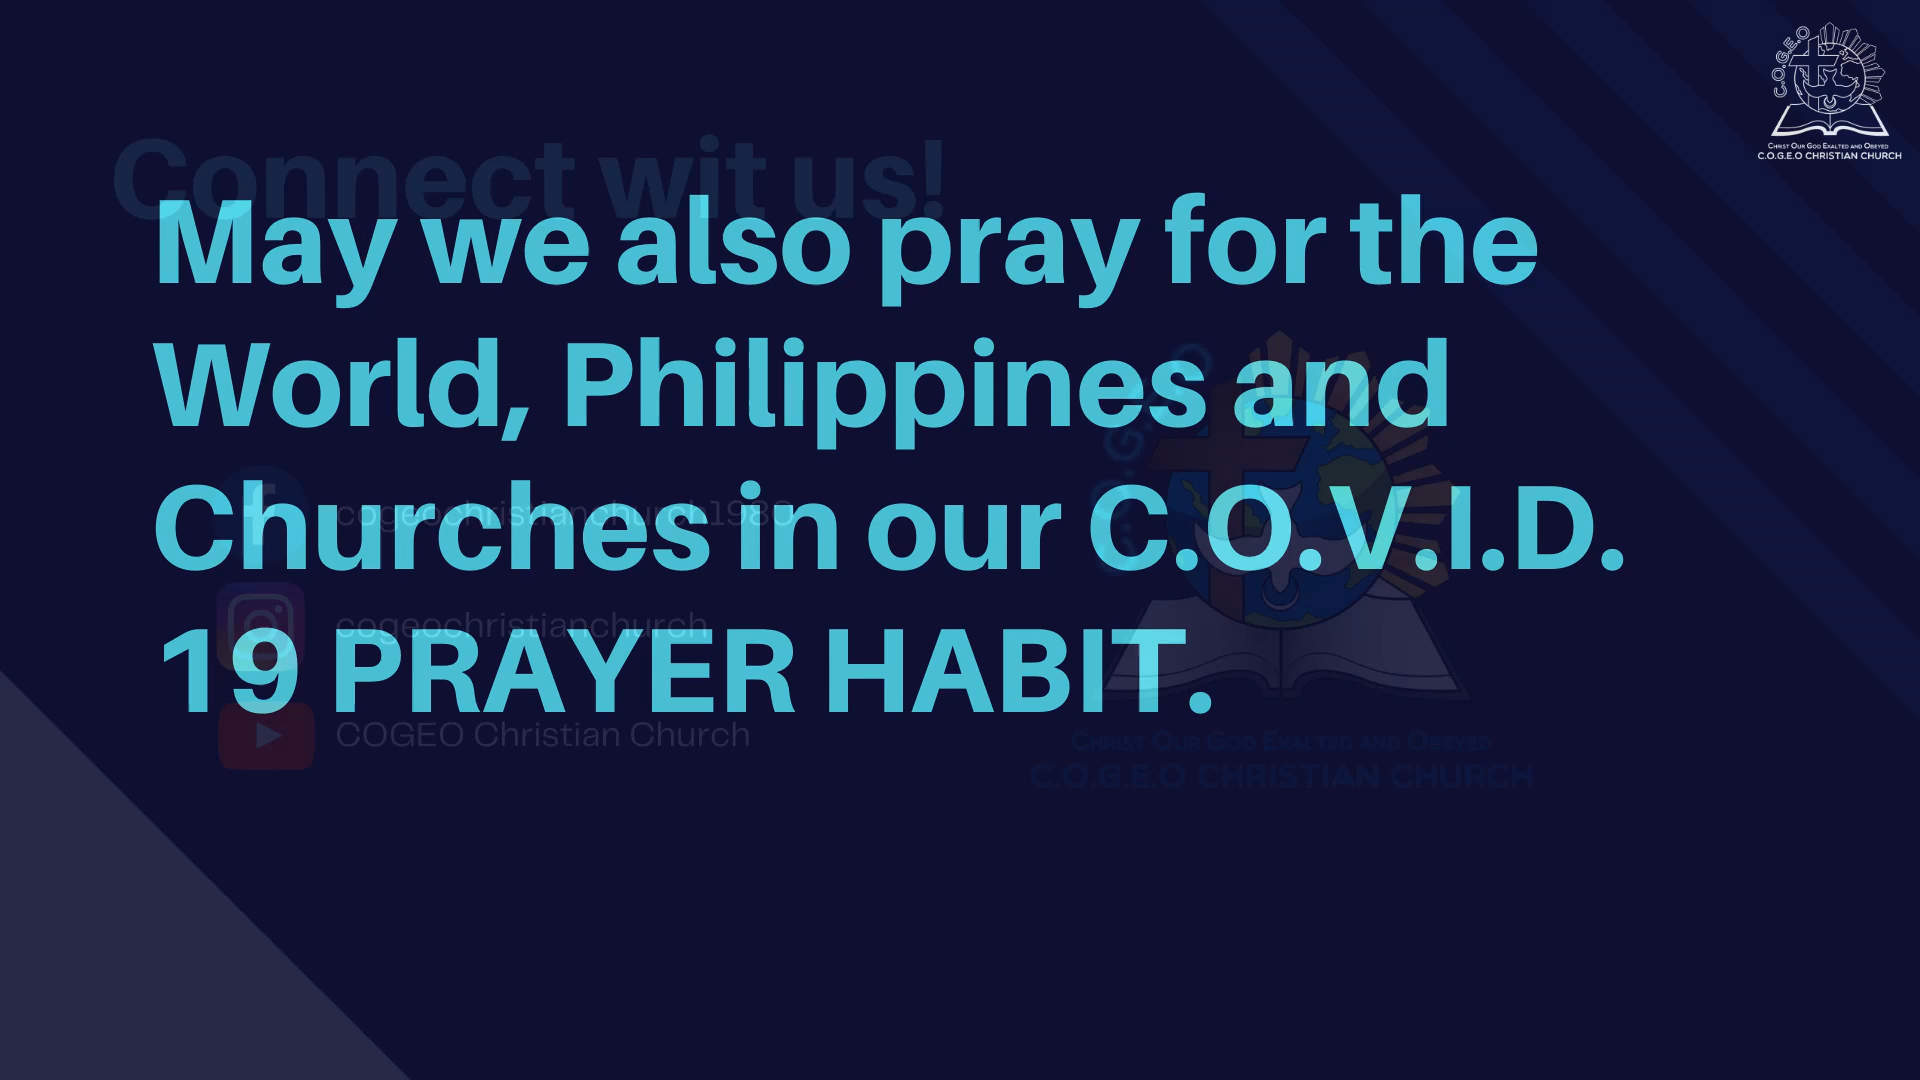 C.O.G.E.O
CHRIST OUR GOD EXALTED AND OBEYED
C.O.G.E.O CHRISTIAN CHURCH
Connect wit us!
May we also pray for the
World, Philippines and
Churches in our C.O.V.I.D.
19 PRAYER HABIT.
cogeochristianchurch1980
cogeochristianchurch
COGEO Christian Church
C.O.G.E.O
CHRIST OUR GOD EXALTED AND OBEYED
C.O.G.E.O CHRISTIAN CHURCH